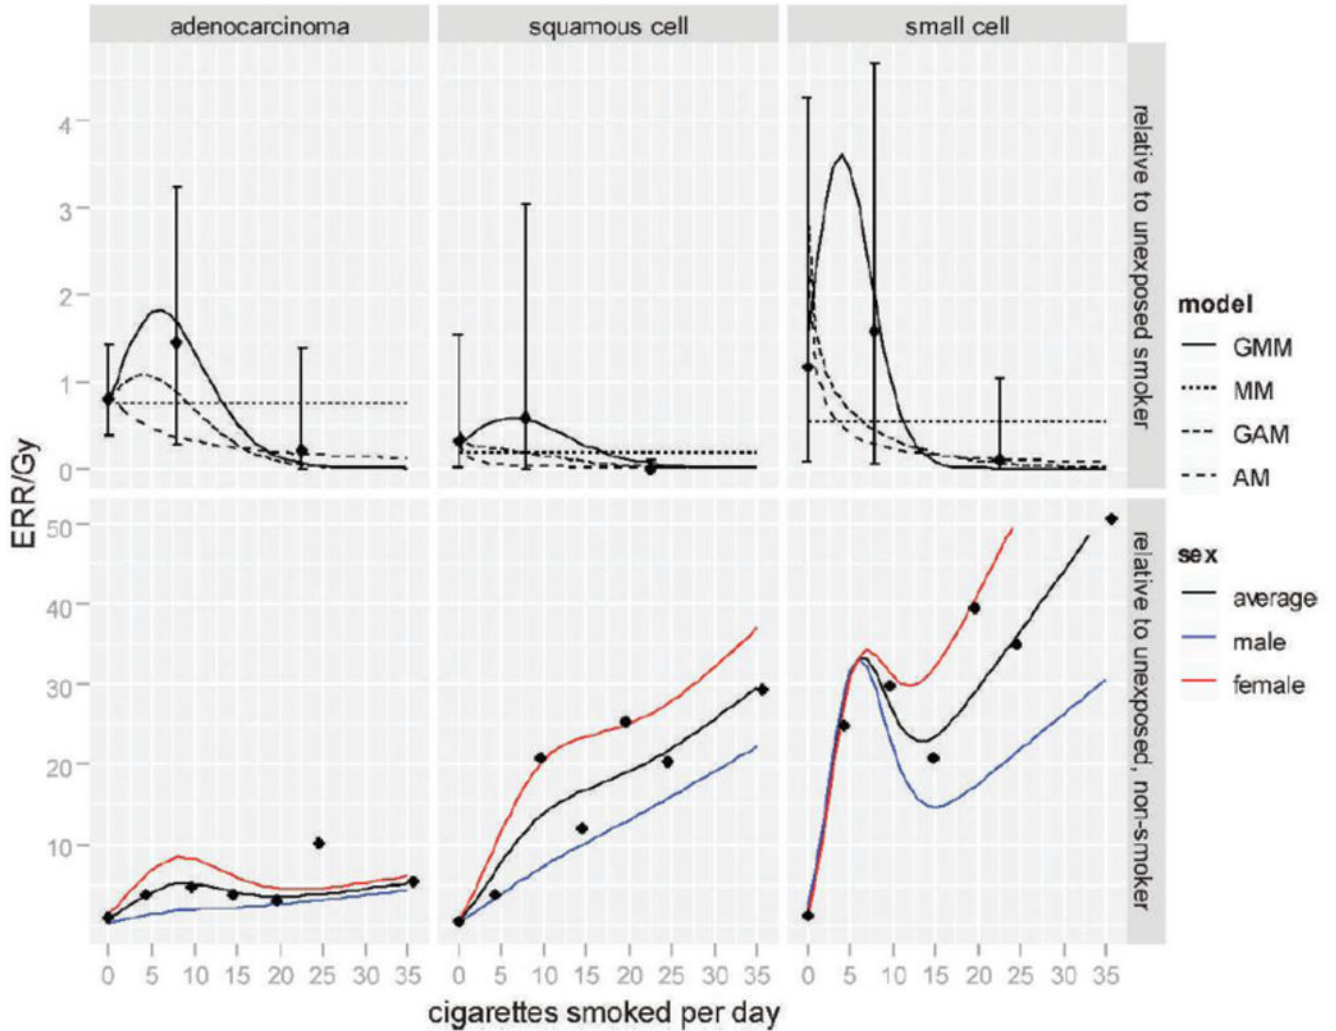 adenocarcinoma
squamous cell
small cell
4
3
2
1
0
relative to unexposed smoker
50
40
30
20
10
relative to unexposed, non-smoker
ERR/Gy
0 5 10 15 20 25 30 35
0 5 10 15 20 25 30 35
0 5 10 15 20 25 30 35
cigarettes smoked per day
model
GMM
MM
GAM
AM
sex
average
male
female